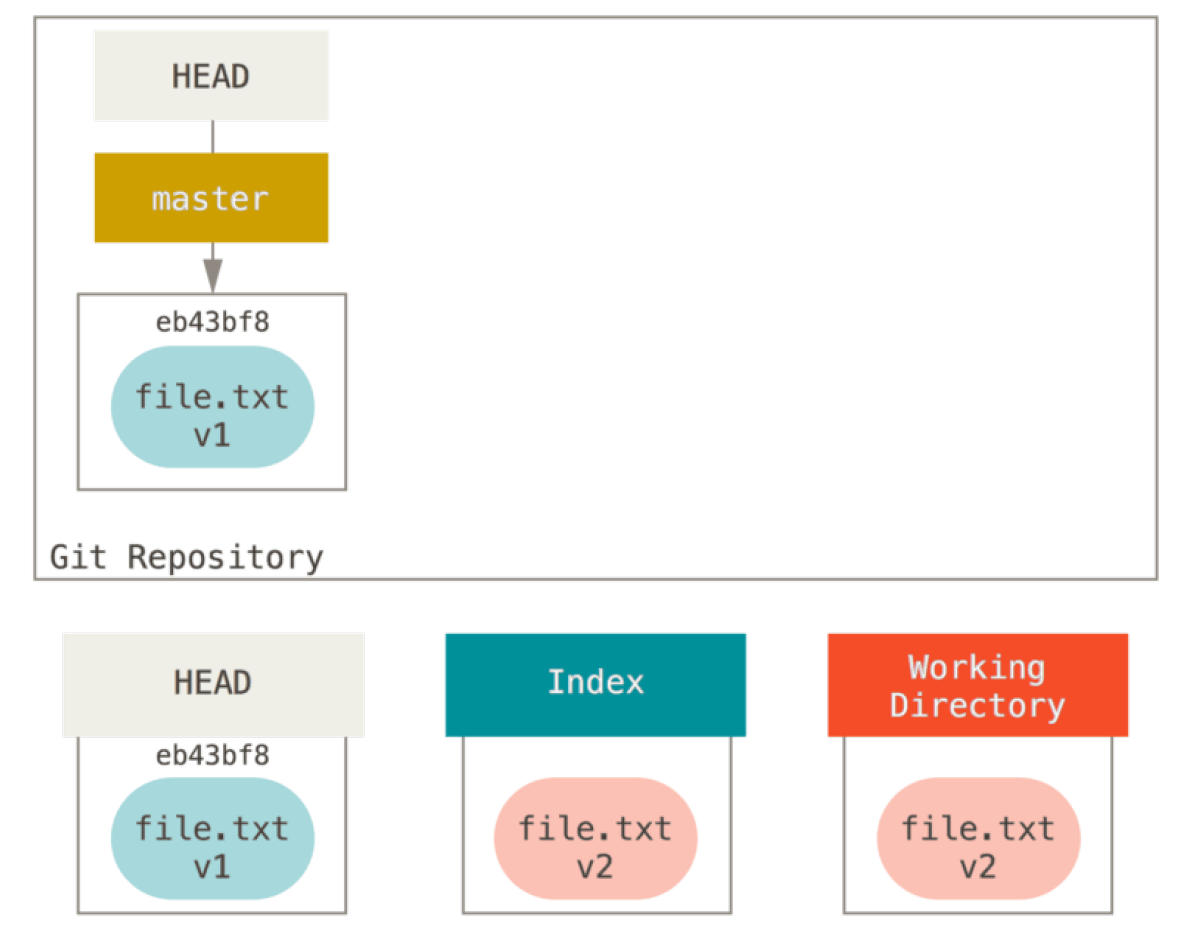 HEAD
master
eb43bf8
file.txt
v1
Git Repository
HEAD
Index
Working
Directory
eb43bf8
file.txt
v1
file.txt
v2
file.txt
v2